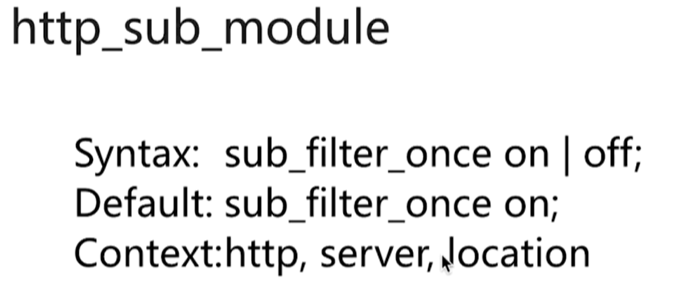 http_sub_module
Syntax: sub_filter_once on | off;
Default: sub_filter_once on;
Context:http, server, location